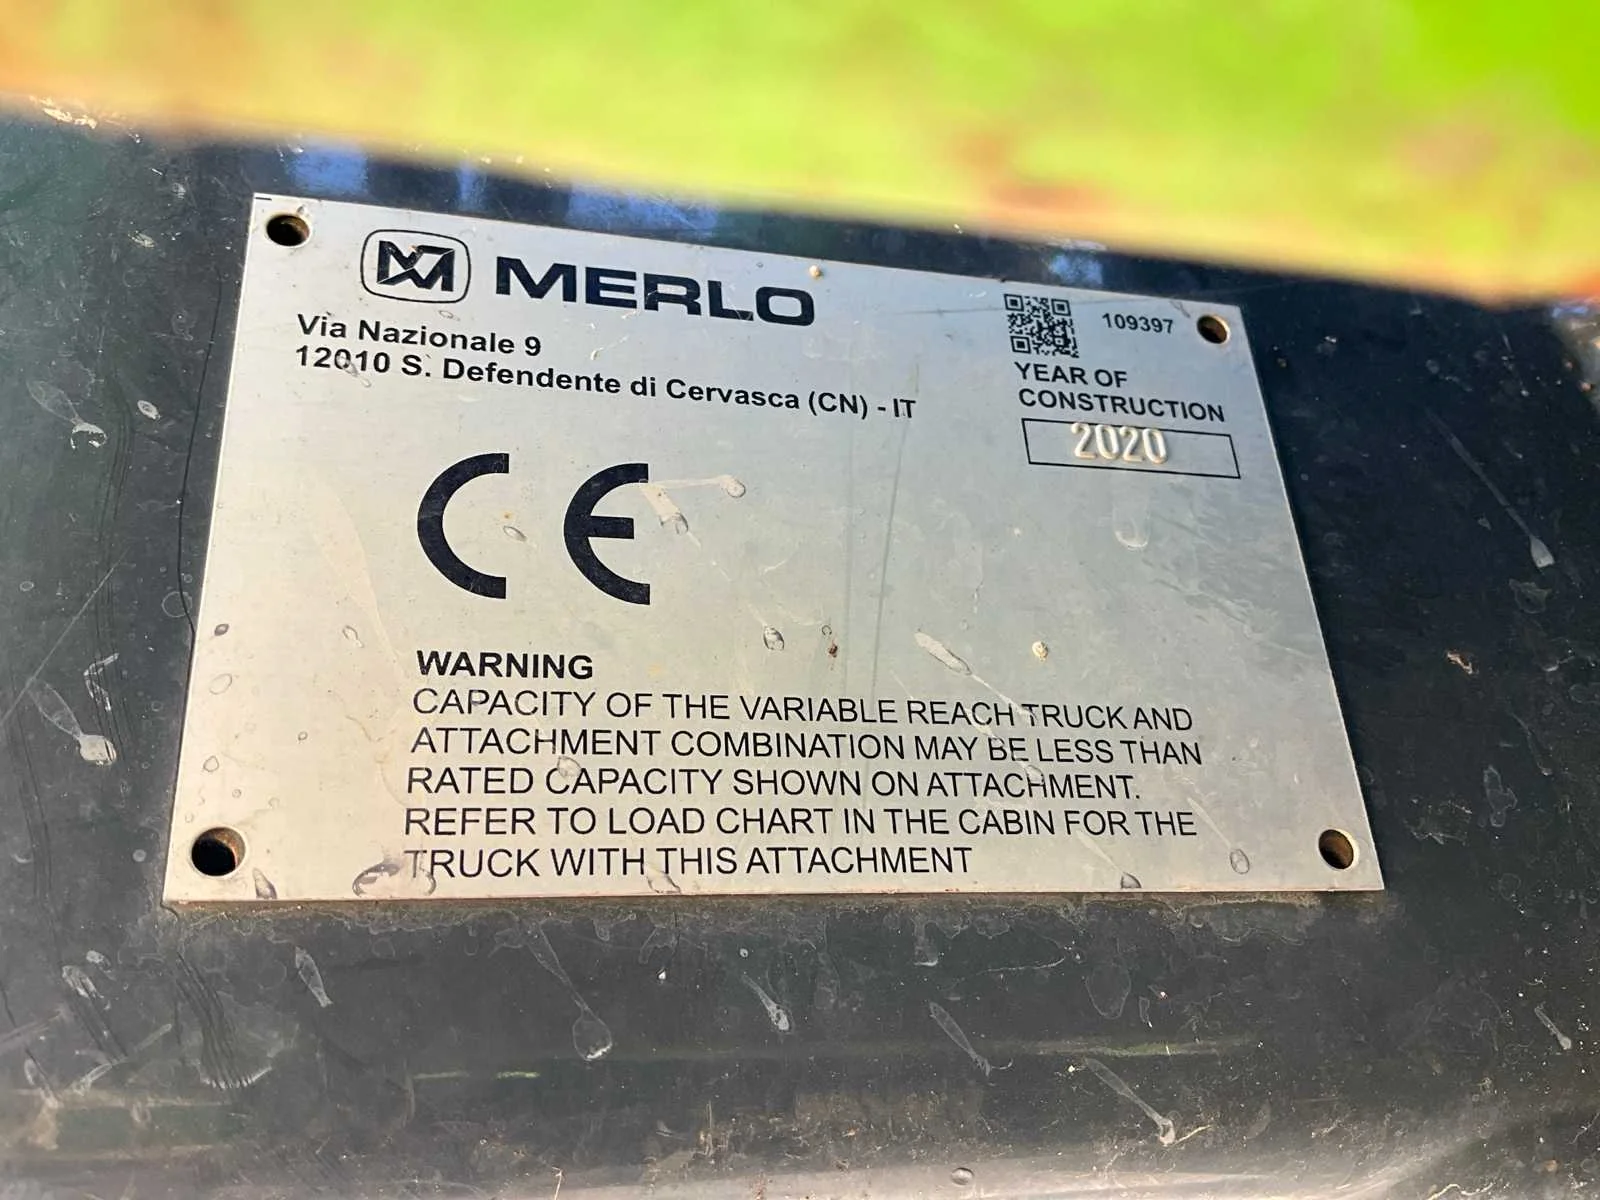 MERLO
Via Nazionale 9
12010 S. Defendente di Cervasca (CN) - IT
109397
YEAR OF
CONSTRUCTION
2020
CE
WARNING
CAPACITY OF THE VARIABLE REACH TRUCK AND
ATTACHMENT COMBINATION MAY BE LESS THAN
RATED CAPACITY SHOWN ON ATTACHMENT.
REFER TO LOAD CHART IN THE CABIN FOR THE
TRUCK WITH THIS ATTACHMENT